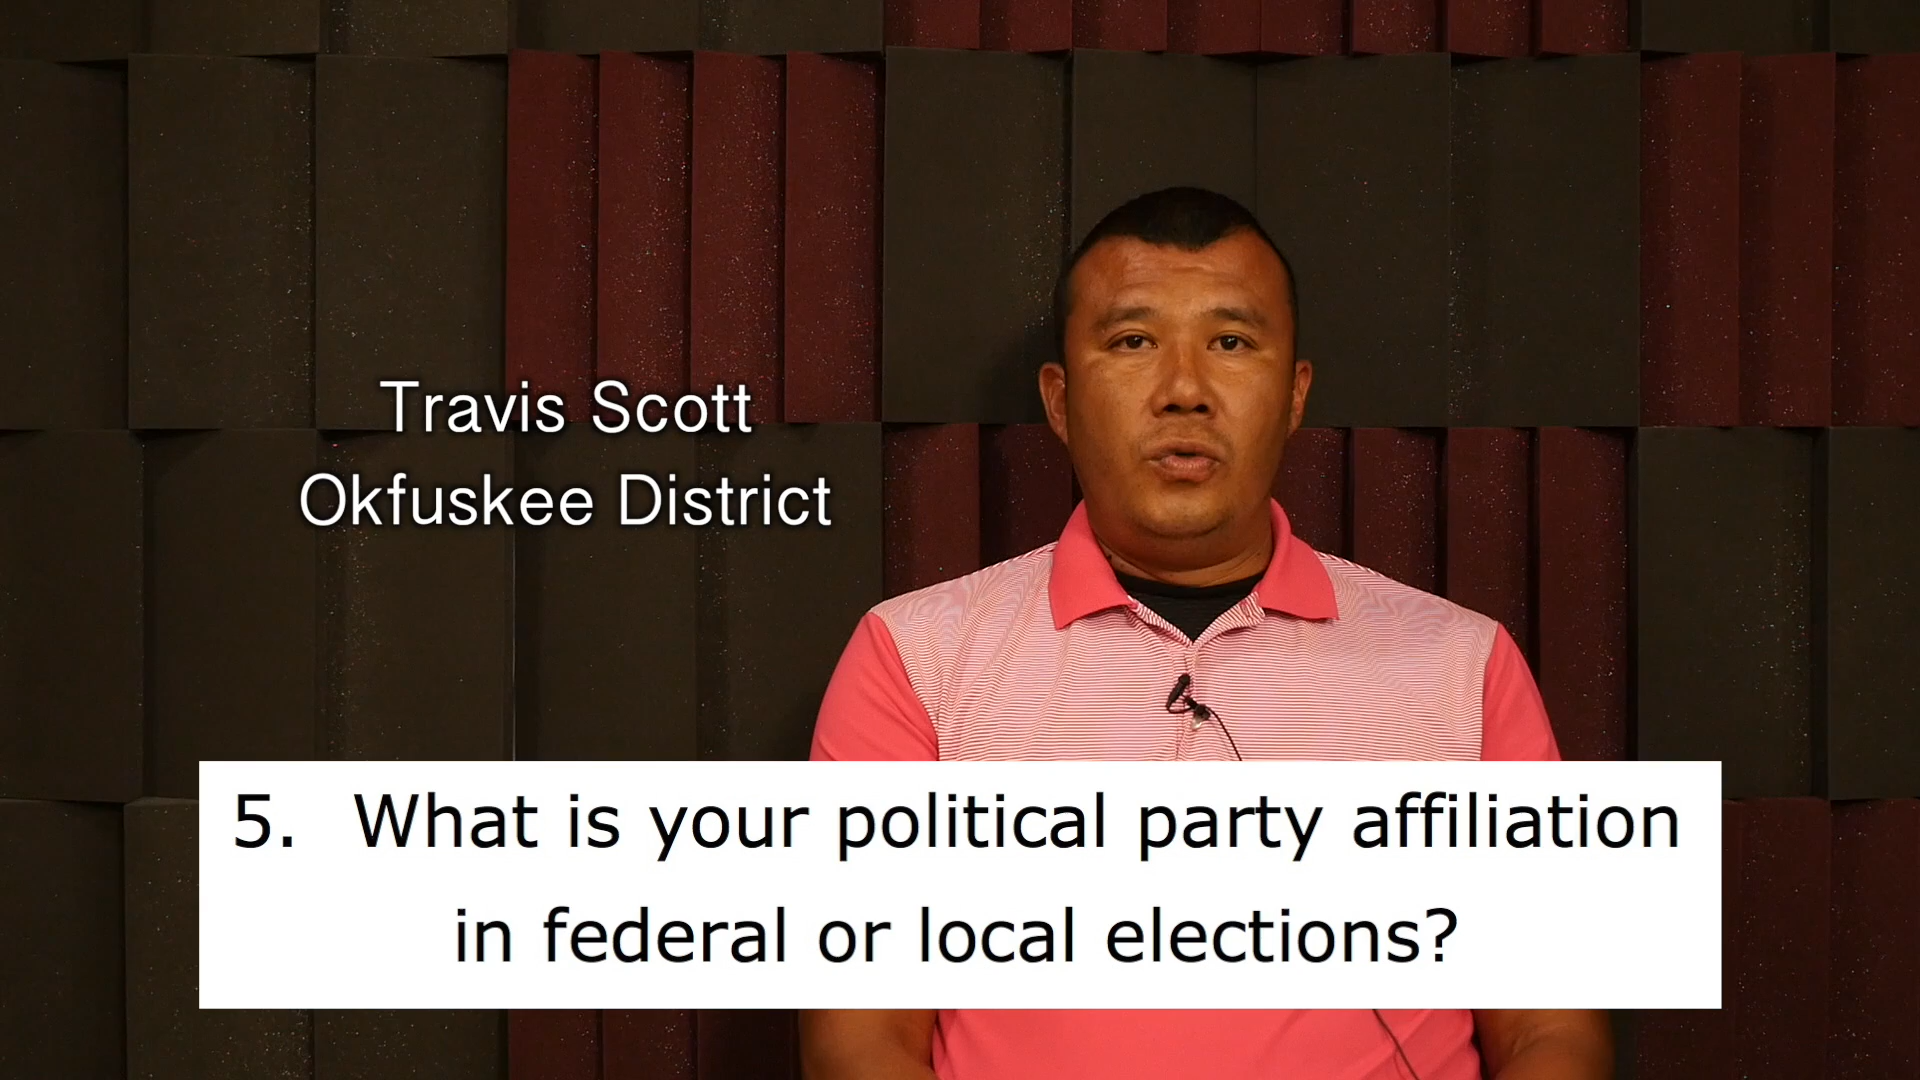 Travis Scott
Okfuskee District
5. What is your political party affiliation
in federal or local elections?